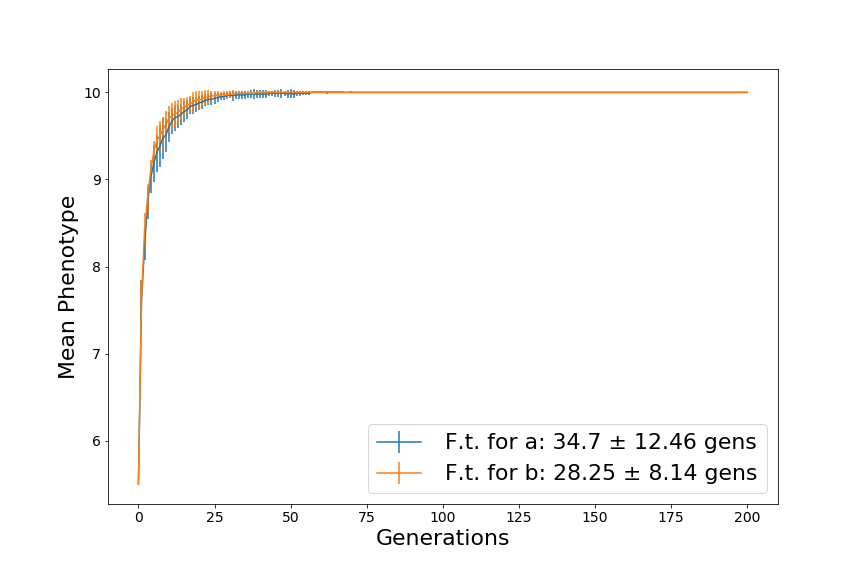 10
9
8
7
6
Mean Phenotype
F.t. for a: 34.7 ± 12.46 gens
F.t. for b: 28.25 ± 8.14 gens
0 25 50 75 100 125 150 175 200
Generations